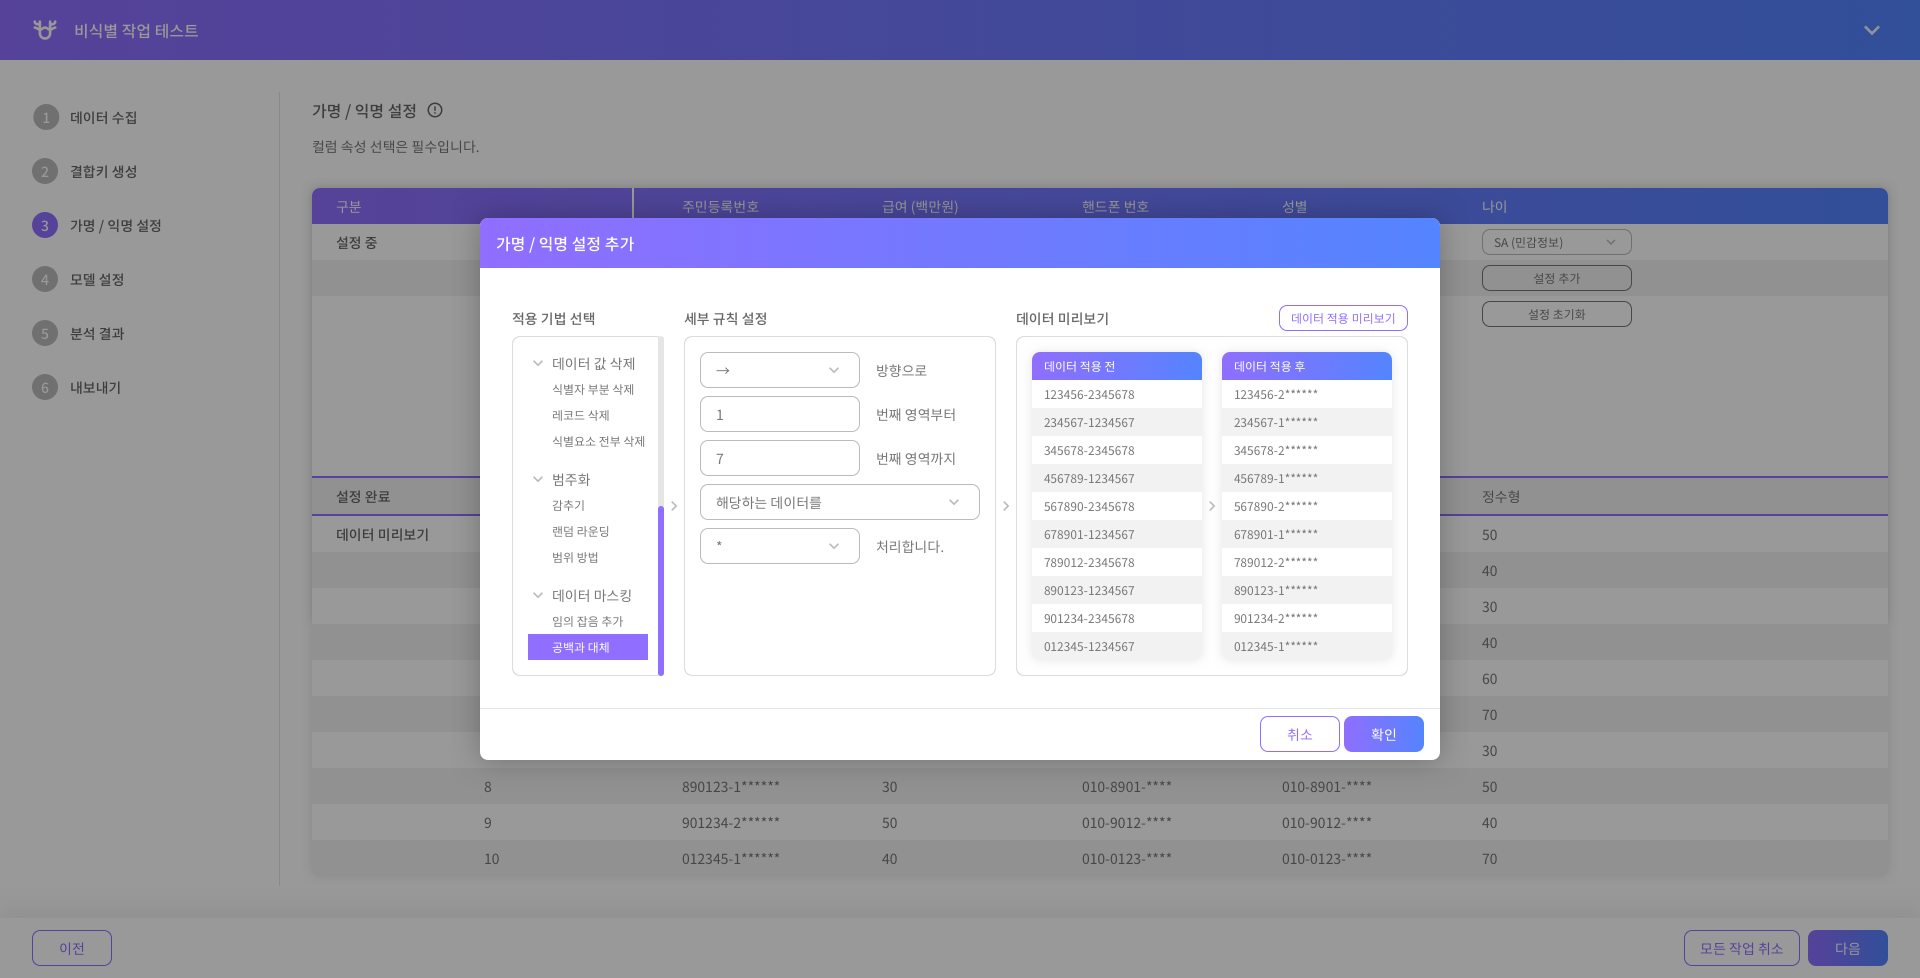 비식별 작업 테스트
1 데이터 수집
2 결합키 생성
3 가명 / 익명 설정
4 모델 설정
5 분석 결과
6 내보내기
가명 / 익명 설정
컬럼 속성 선택은 필수입니다.
구분 주민등록번호 급여 (백만원) 핸드폰 번호 성별 나이
설정 중 SA (민감정보)
설정 추가
설정 초기화
설정 완료 정수형
데이터 미리보기 50
40
30
40
60
70
30
8 890123-1****** 30 010-8901-**** 010-8901-**** 50
9 901234-2****** 50 010-9012-**** 010-9012-**** 40
10 012345-1****** 40 010-0123-**** 010-0123-**** 70
가명 / 익명 설정 추가
적용 기법 선택
데이터 값 삭제
식별자 부분 삭제
레코드 삭제
식별요소 전부 삭제
범주화
감추기
랜덤 라운딩
범위 방법
데이터 마스킹
임의 잡음 추가
공백과 대체
세부 규칙 설정
→ 방향으로
1 번째 영역부터
7 번째 영역까지
해당하는 데이터를
* 처리합니다.
데이터 미리보기 데이터 적용 미리보기
데이터 적용 전 데이터 적용 후
123456-2345678 123456-2******
234567-1234567 234567-1******
345678-2345678 345678-2******
456789-1234567 456789-1******
567890-2345678 567890-2******
678901-1234567 678901-1******
789012-2345678 789012-2******
890123-1234567 890123-1******
901234-2345678 901234-2******
012345-1234567 012345-1******
취소 확인
이전 모든 작업 취소 다음